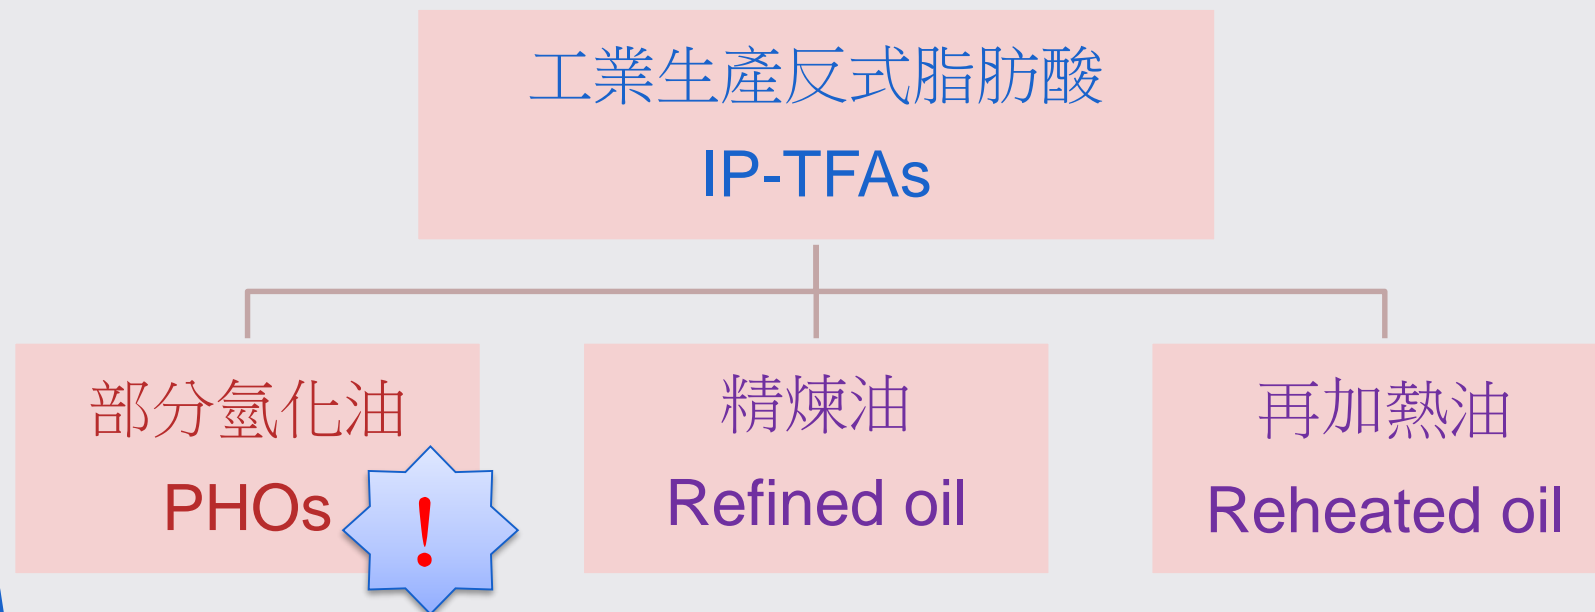 工業生產反式脂肪酸
IP-TFAs
部分氫化油
PHOs
!
精煉油
Refined oil
再加熱油
Reheated oil